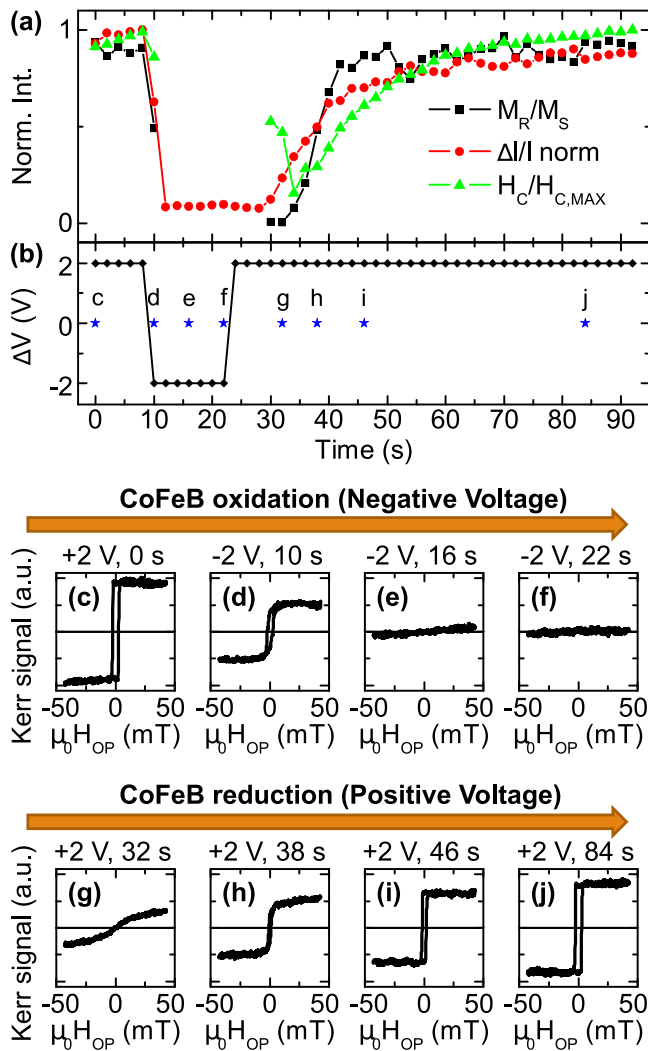 (a)
1
0
Norm. Int.
M_R/M_S
ΔI/I norm
H_C/H_{C,MAX}
(b)
2
0
-2
ΔV (V)
c d e f g h i j
0 10 20 30 40 50 60 70 80 90
Time (s)
CoFeB oxidation (Negative Voltage)
+2 V, 0 s -2 V, 10 s -2 V, 16 s -2 V, 22 s
Kerr signal (a.u.)
(c) (d) (e) (f)
-50 0 50 -50 0 50 -50 0 50 -50 0 50
μ₀H_OP (mT) μ₀H_OP (mT) μ₀H_OP (mT) μ₀H_OP (mT)
CoFeB reduction (Positive Voltage)
+2 V, 32 s +2 V, 38 s +2 V, 46 s +2 V, 84 s
Kerr signal (a.u.)
(g) (h) (i) (j)
-50 0 50 -50 0 50 -50 0 50 -50 0 50
μ₀H_OP (mT) μ₀H_OP (mT) μ₀H_OP (mT) μ₀H_OP (mT)